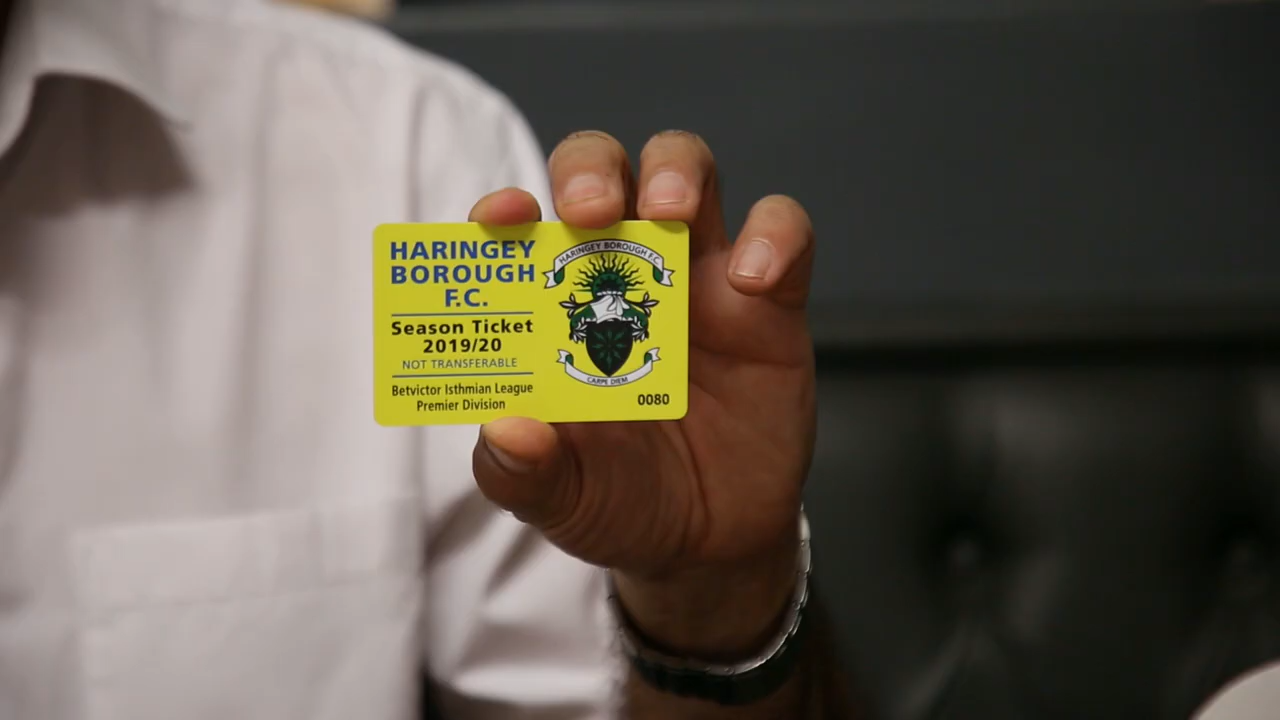 HARINGEY
BOROUGH
F.C.
Season Ticket
2019/20
NOT TRANSFERABLE
Betvictor Isthmian League
Premier Division
HARINGEY BOROUGH F.C.
CARPE DIEM
0080